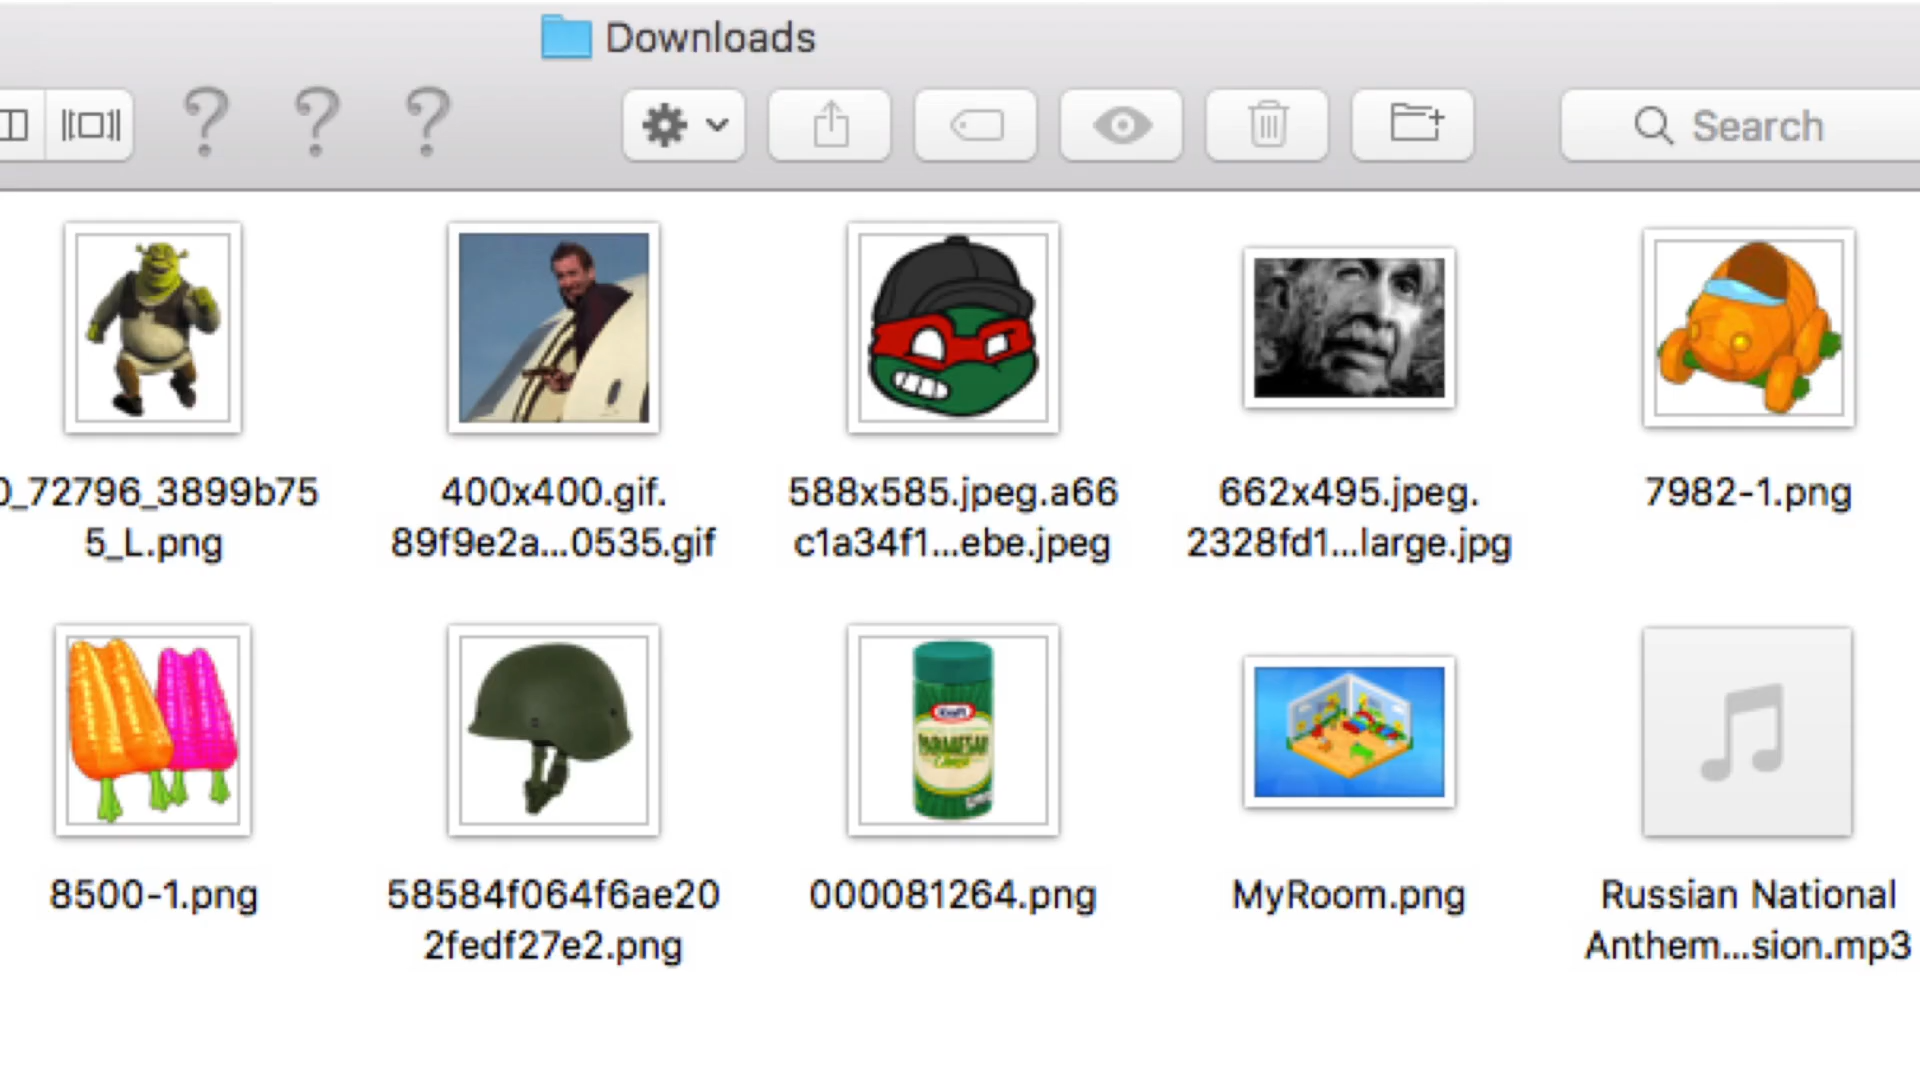 Downloads
Search
0_72796_3899b75
5_L.png
400x400.gif.
89f9e2a...0535.gif
588x585.jpeg.a66
c1a34f1...ebe.jpeg
662x495.jpeg.
2328fd1...large.jpg
7982-1.png
Kraft
PARMESAN
8500-1.png
58584f064f6ae20
2fedf27e2.png
000081264.png
MyRoom.png
Russian National
Anthem...sion.mp3